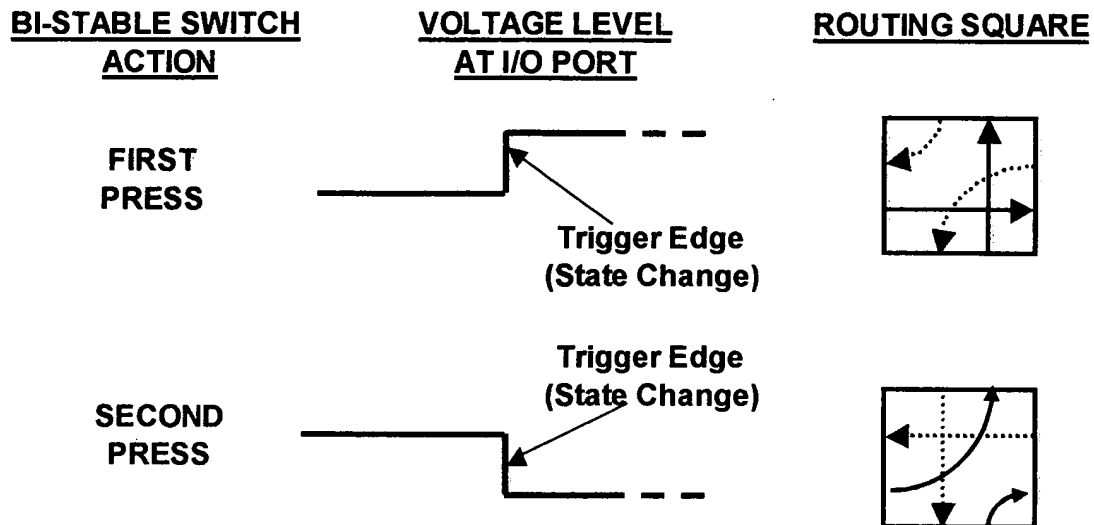 BI-STABLE SWITCH
ACTION
VOLTAGE LEVEL
AT I/O PORT
ROUTING SQUARE
FIRST
PRESS
Trigger Edge
(State Change)
SECOND
PRESS
Trigger Edge
(State Change)